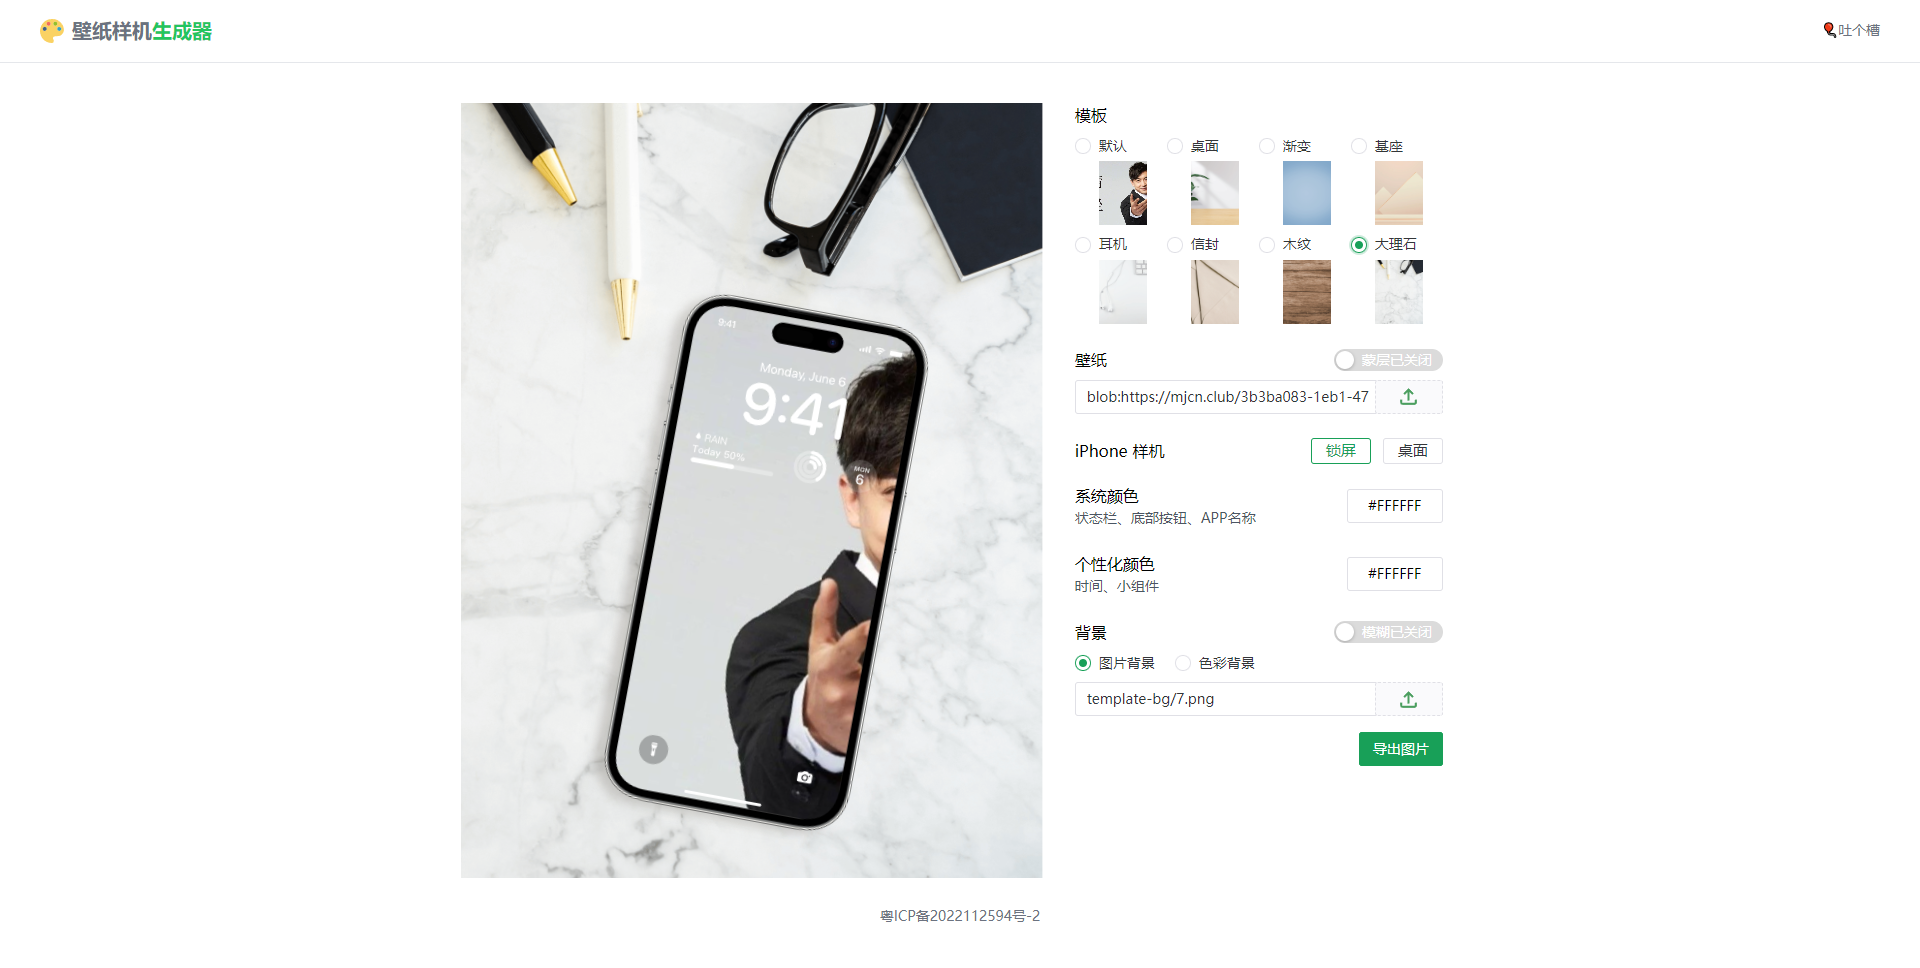 壁纸样机生成器
吐个槽
9:41
Monday, June 6
9:41
RAIN
Today 50%
MON
6
模板
默认
桌面
渐变
基座
耳机
信封
木纹
大理石
壁纸
蒙层已关闭
blob:https://mjcn.club/3b3ba083-1eb1-47
iPhone 样机
锁屏
桌面
系统颜色
状态栏、底部按钮、APP名称
#FFFFFF
个性化颜色
时间、小组件
#FFFFFF
背景
模糊已关闭
图片背景
色彩背景
template-bg/7.png
导出图片
粤ICP备2022112594号-2